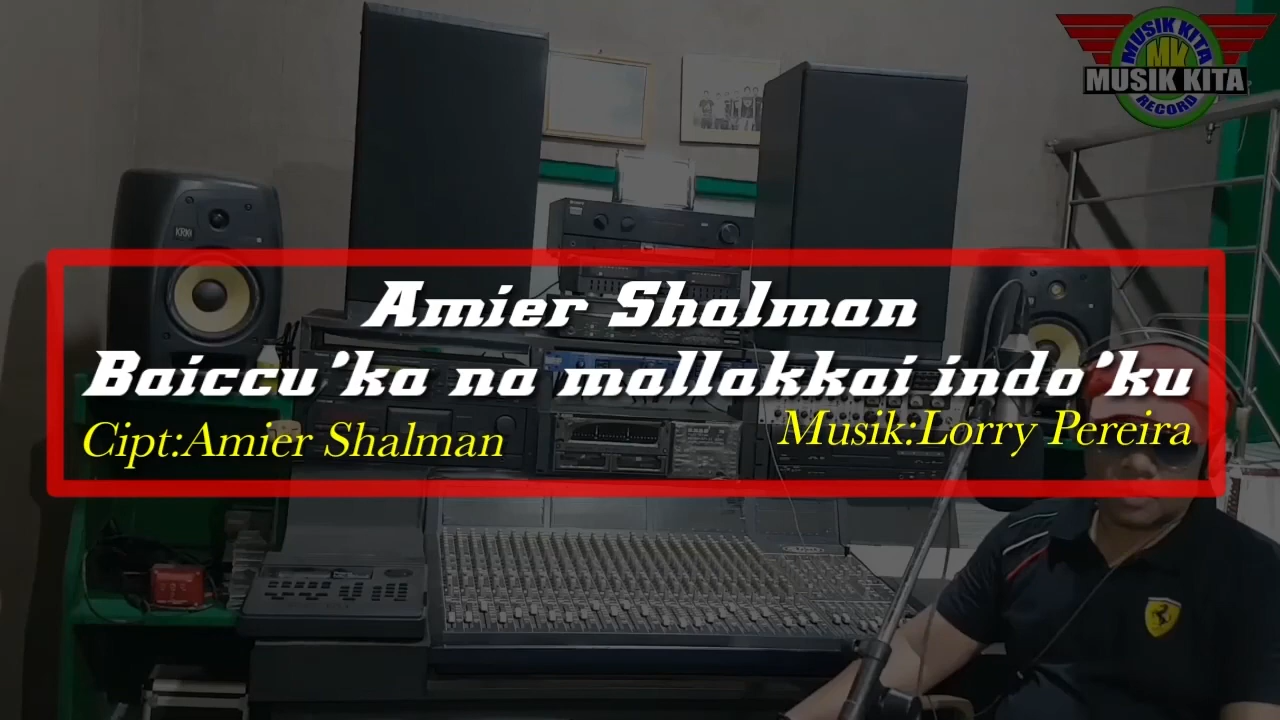 MUSIK KITA
MK
MUSIK KITA
RECORD
KRK
Amier Shalman
Baiccu'ka na mallakkai indo'ku
Cipt:Amier Shalman
Musik:Lorry Pereira